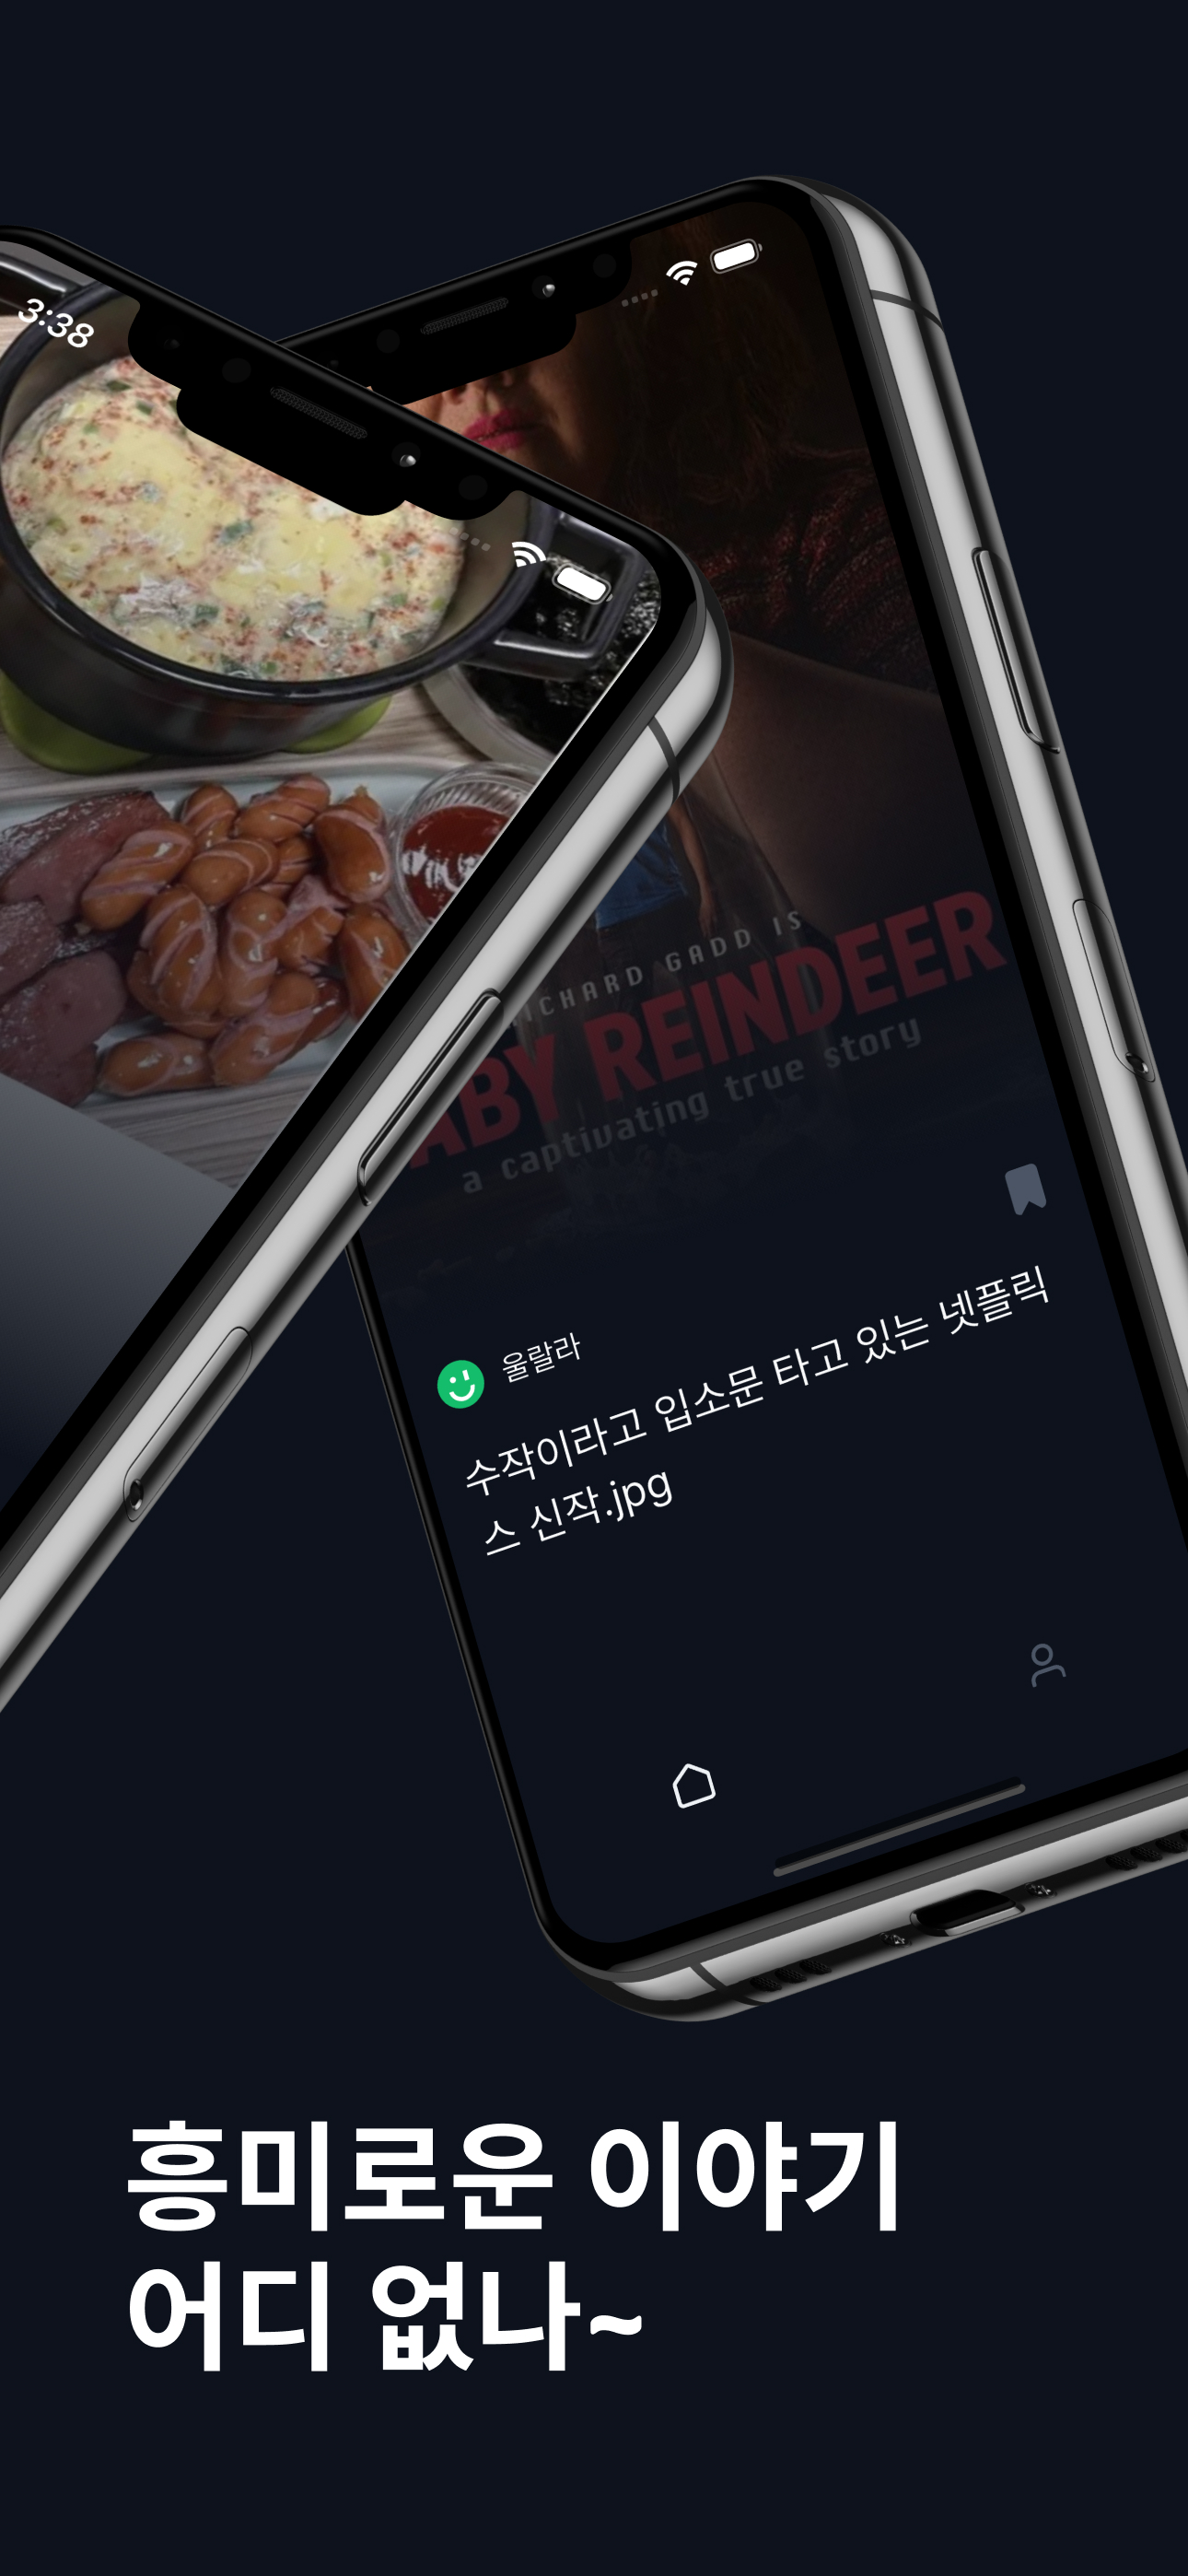 3:38
RICHARD GADD IS
BABY REINDEER
a captivating true story
울랄라
수작이라고 입소문 타고 있는 넷플릭
스 신작.jpg
흥미로운 이야기
어디 없나~